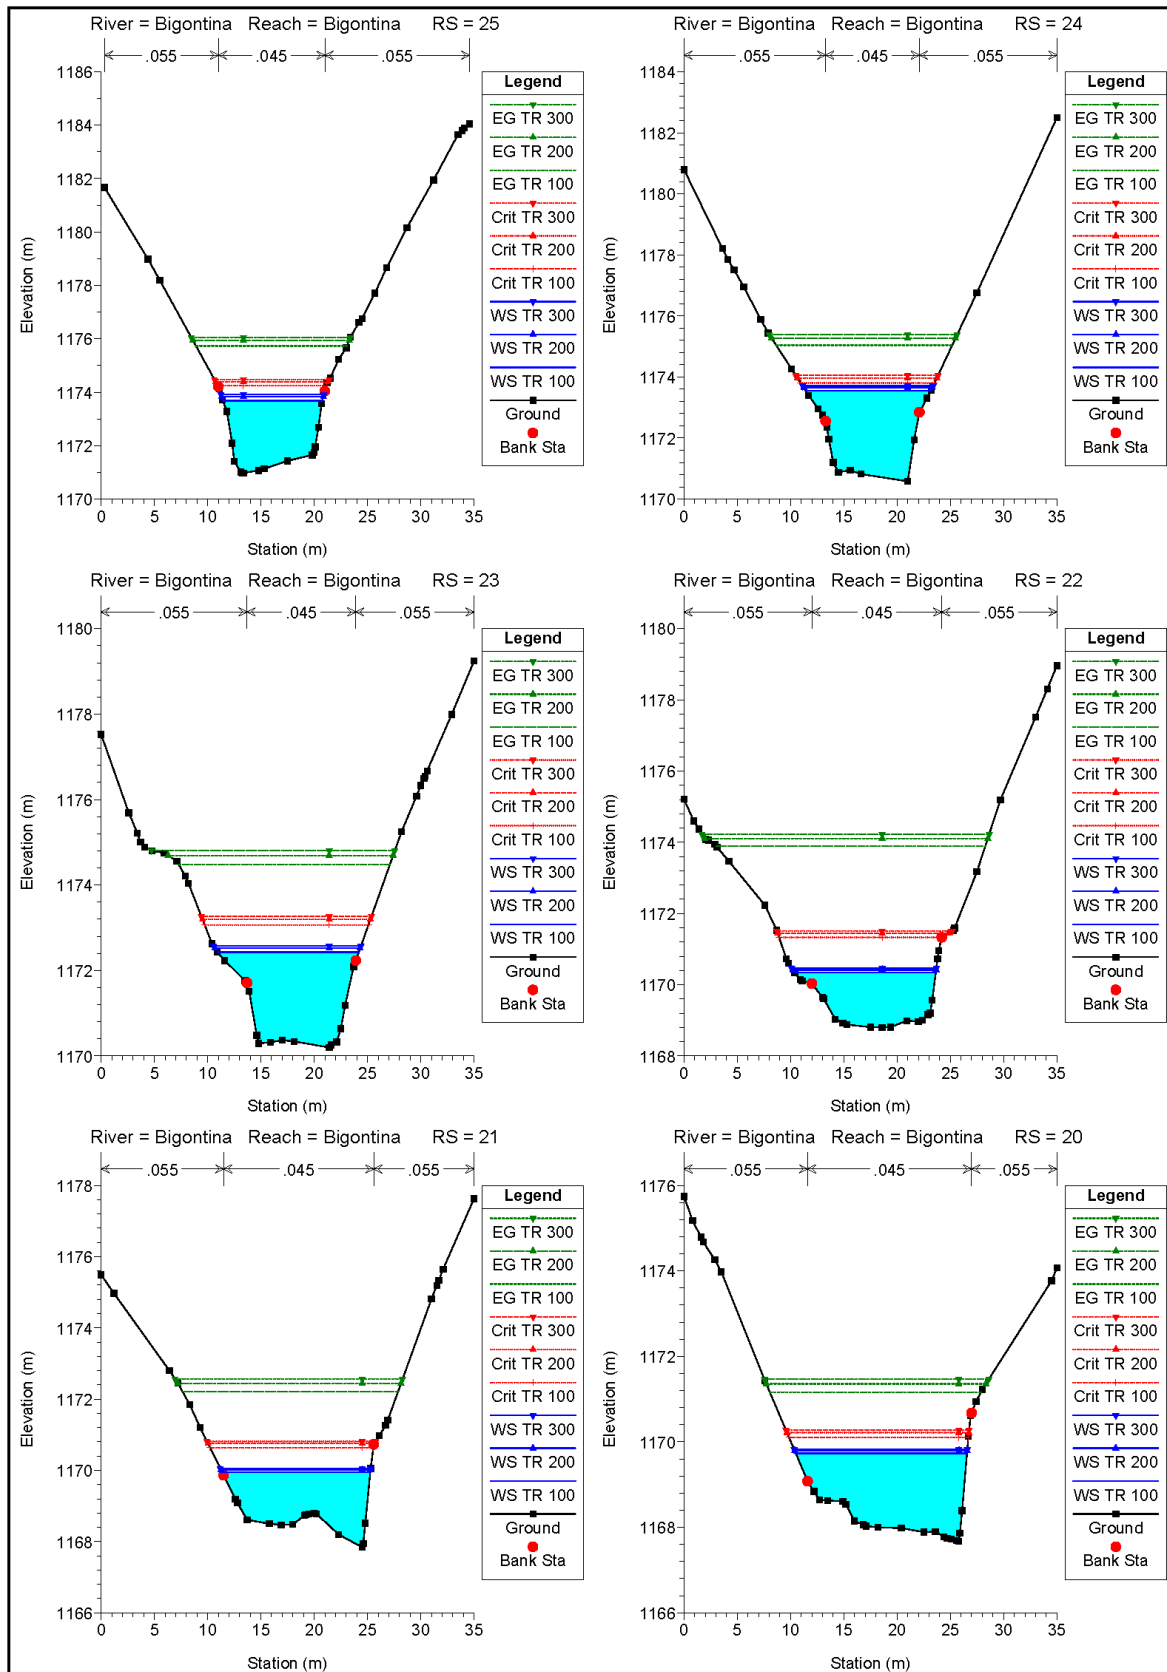 River = Bigontina Reach = Bigontina RS = 25
.055 .045 .055
1186
1184
1182
1180
1178
1176
1174
1172
1170
Elevation (m)
0 5 10 15 20 25 30 35
Station (m)
Legend
EG TR 300
EG TR 200
EG TR 100
Crit TR 300
Crit TR 200
Crit TR 100
WS TR 300
WS TR 200
WS TR 100
Ground
Bank Sta
River = Bigontina Reach = Bigontina RS = 24
.055 .045 .055
1184
1182
1180
1178
1176
1174
1172
1170
Elevation (m)
0 5 10 15 20 25 30 35
Station (m)
Legend
EG TR 300
EG TR 200
EG TR 100
Crit TR 300
Crit TR 200
Crit TR 100
WS TR 300
WS TR 200
WS TR 100
Ground
Bank Sta
River = Bigontina Reach = Bigontina RS = 23
.055 .045 .055
1180
1178
1176
1174
1172
1170
Elevation (m)
0 5 10 15 20 25 30 35
Station (m)
Legend
EG TR 300
EG TR 200
EG TR 100
Crit TR 300
Crit TR 200
Crit TR 100
WS TR 300
WS TR 200
WS TR 100
Ground
Bank Sta
River = Bigontina Reach = Bigontina RS = 22
.055 .045 .055
1180
1178
1176
1174
1172
1170
1168
Elevation (m)
0 5 10 15 20 25 30 35
Station (m)
Legend
EG TR 300
EG TR 200
EG TR 100
Crit TR 300
Crit TR 200
Crit TR 100
WS TR 300
WS TR 200
WS TR 100
Ground
Bank Sta
River = Bigontina Reach = Bigontina RS = 21
.055 .045 .055
1178
1176
1174
1172
1170
1168
1166
Elevation (m)
0 5 10 15 20 25 30 35
Station (m)
Legend
EG TR 300
EG TR 200
EG TR 100
Crit TR 300
Crit TR 200
Crit TR 100
WS TR 300
WS TR 200
WS TR 100
Ground
Bank Sta
River = Bigontina Reach = Bigontina RS = 20
.055 .045 .055
1176
1174
1172
1170
1168
1166
Elevation (m)
0 5 10 15 20 25 30 35
Station (m)
Legend
EG TR 300
EG TR 200
EG TR 100
Crit TR 300
Crit TR 200
Crit TR 100
WS TR 300
WS TR 200
WS TR 100
Ground
Bank Sta